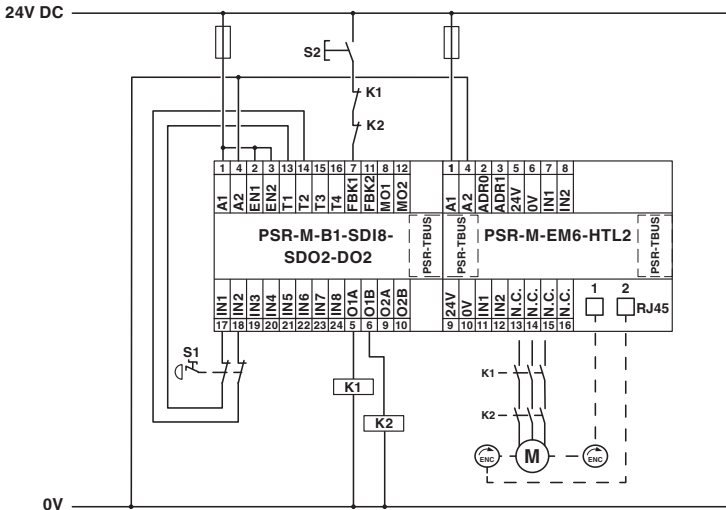 24V DC
S2
K1
K2
1 4 2 3 13 14 15 16 7 11 8 12
A1 A2 EN1 EN2 T1 T2 T3 T4 FBK1 FBK2 MO1 MO2
1 4 2 3 5 6 7 8
A1 A2 ADR0 ADR1 24V 0V IN1 IN2
PSR-M-B1-SDI8-
SDO2-DO2
PSR-TBUS
PSR-TBUS
PSR-M-EM6-HTL2
PSR-TBUS
IN1 IN2 IN3 IN4 IN5 IN6 IN7 IN8 O1A O1B O2A O2B
17 18 19 20 21 22 23 24 5 6 9 10
24V 0V IN1 IN2 N.C. N.C. N.C. N.C.
9 10 11 12 13 14 15 16
1 2
RJ45
S1
K1
K2
K1
K2
ENC
M
ENC
0V